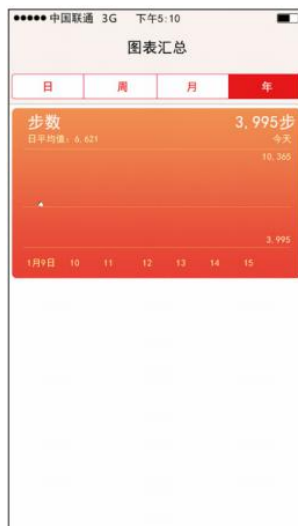 中国联通 3G 下午5:10
图表汇总
日 周 月 年
步数 3,995步
日平均值: 6,621 今天
10,365
3,995
1月9日 10 11 12 13 14 15